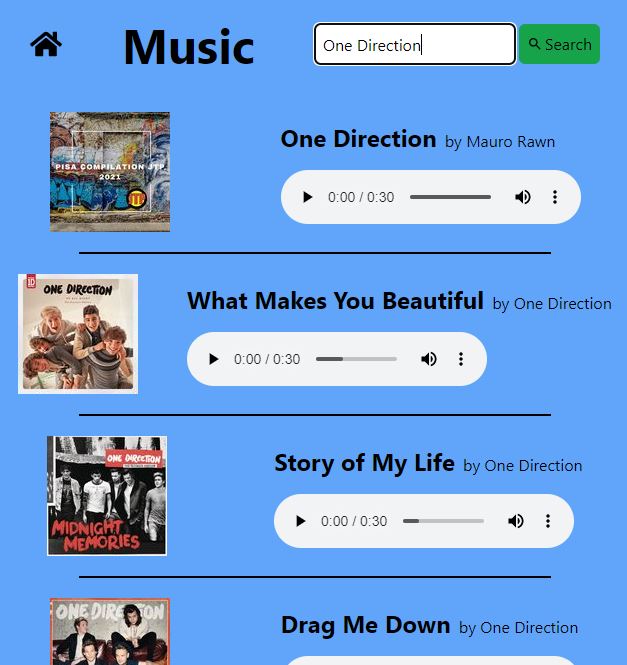 Music
One Direction
Search
PISA COMPILATION JTP
2021
One Direction by Mauro Rawn
0:00 / 0:30
1D
ONE DIRECTION
What Makes You Beautiful by One Direction
0:00 / 0:30
ONE DIRECTION
MIDNIGHT
MEMORIES
Story of My Life by One Direction
0:00 / 0:30
ONE DIRECTION
Drag Me Down by One Direction